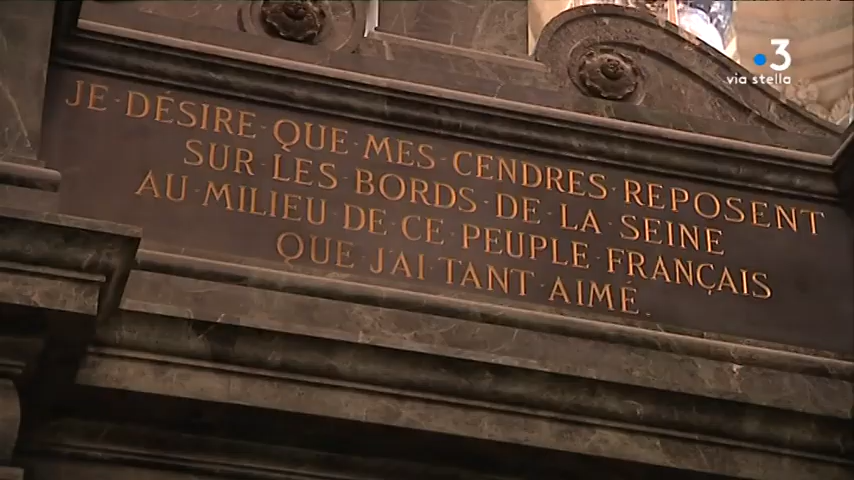 3
via stella
JE·DÉSIRE·QUE·MES·CENDRES·REPOSENT
SUR·LES·BORDS·DE·LA·SEINE
AU·MILIEU·DE·CE·PEUPLE·FRANÇAIS
QUE·J'AI·TANT·AIMÉ.